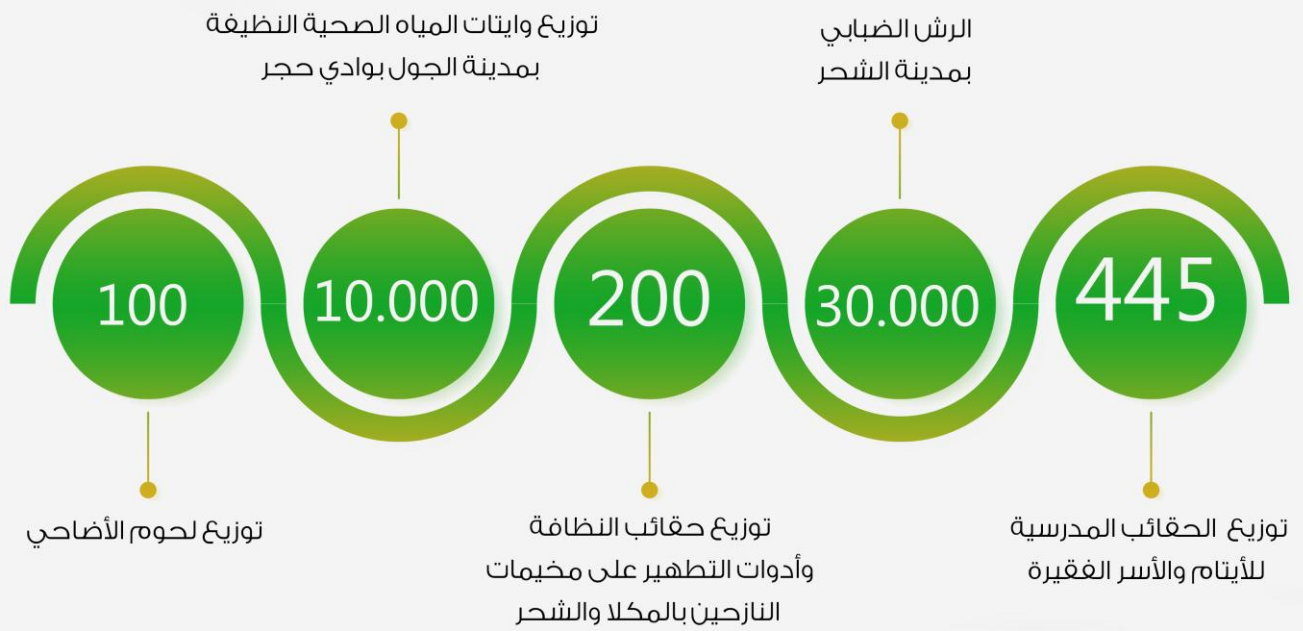 الرش الضبابي
بمدينة الشحر
توزيع وايتات المياه الصحية النظيفة
بمدينة الجول بوادي حجر
445
30.000
200
10.000
100
توزيع الحقائب المدرسية
للأيتام والأسر الفقيرة
توزيع حقائب النظافة
وأدوات التطهير على مخيمات
النازحين بالمكلا والشحر
توزيع لحوم الأضاحي